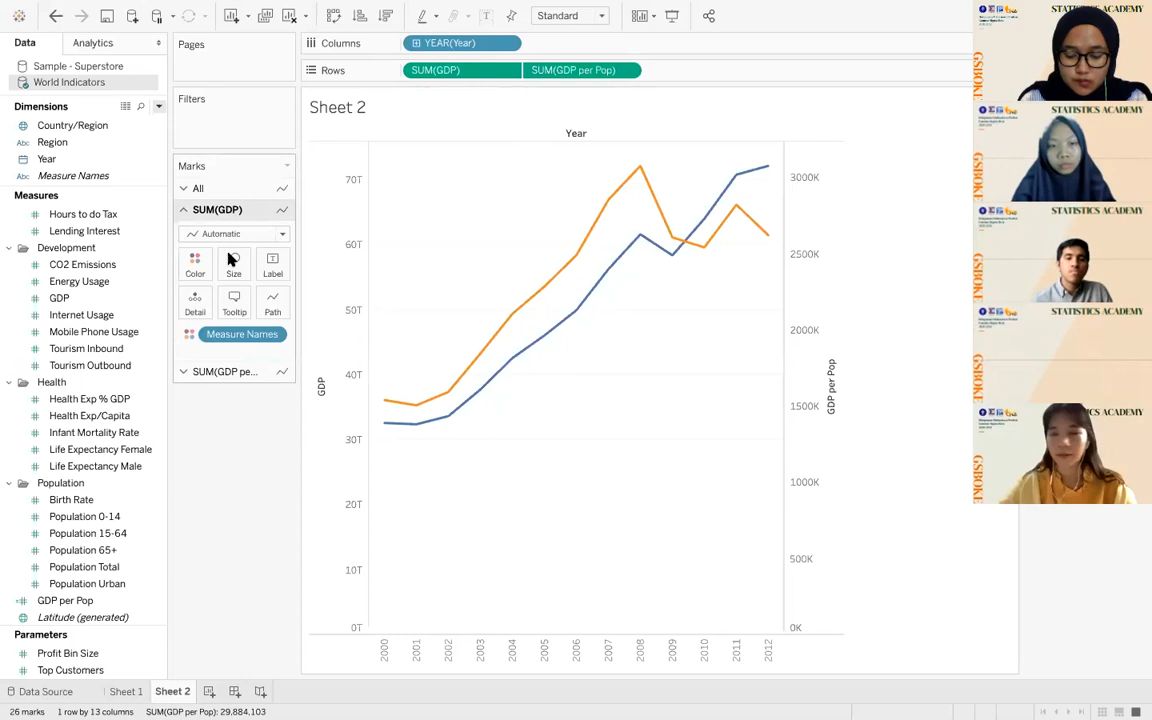 Standard
Data
Analytics
Sample - Superstore
World Indicators
Dimensions
Country/Region
Abc Region
Year
Abc Measure Names
Measures
Hours to do Tax
Lending Interest
Development
CO2 Emissions
Energy Usage
GDP
Internet Usage
Mobile Phone Usage
Tourism Inbound
Tourism Outbound
Health
Health Exp % GDP
Health Exp/Capita
Infant Mortality Rate
Life Expectancy Female
Life Expectancy Male
Population
Birth Rate
Population 0-14
Population 15-64
Population 65+
Population Total
Population Urban
GDP per Pop
Latitude (generated)
Parameters
Profit Bin Size
Top Customers
Pages
Filters
Marks
All
SUM(GDP)
Automatic
Color
Size
Label
Detail
Tooltip
Path
Measure Names
SUM(GDP pe...
Columns
YEAR(Year)
Rows
SUM(GDP)
SUM(GDP per Pop)
Sheet 2
Year
70T
60T
50T
40T
30T
20T
10T
0T
GDP
3000K
2500K
2000K
1500K
1000K
500K
0K
GDP per Pop
2000
2001
2002
2003
2004
2005
2006
2007
2008
2009
2010
2011
2012
STATISTICS ACADEMY
GSBOKE
STATISTICS ACADEMY
STATISTICS ACADEMY
GSBOKE
STATISTICS ACADEMY
GSBOKE
Data Source
Sheet 1
Sheet 2
26 marks
1 row by 13 columns
SUM(GDP per Pop): 29,884,103